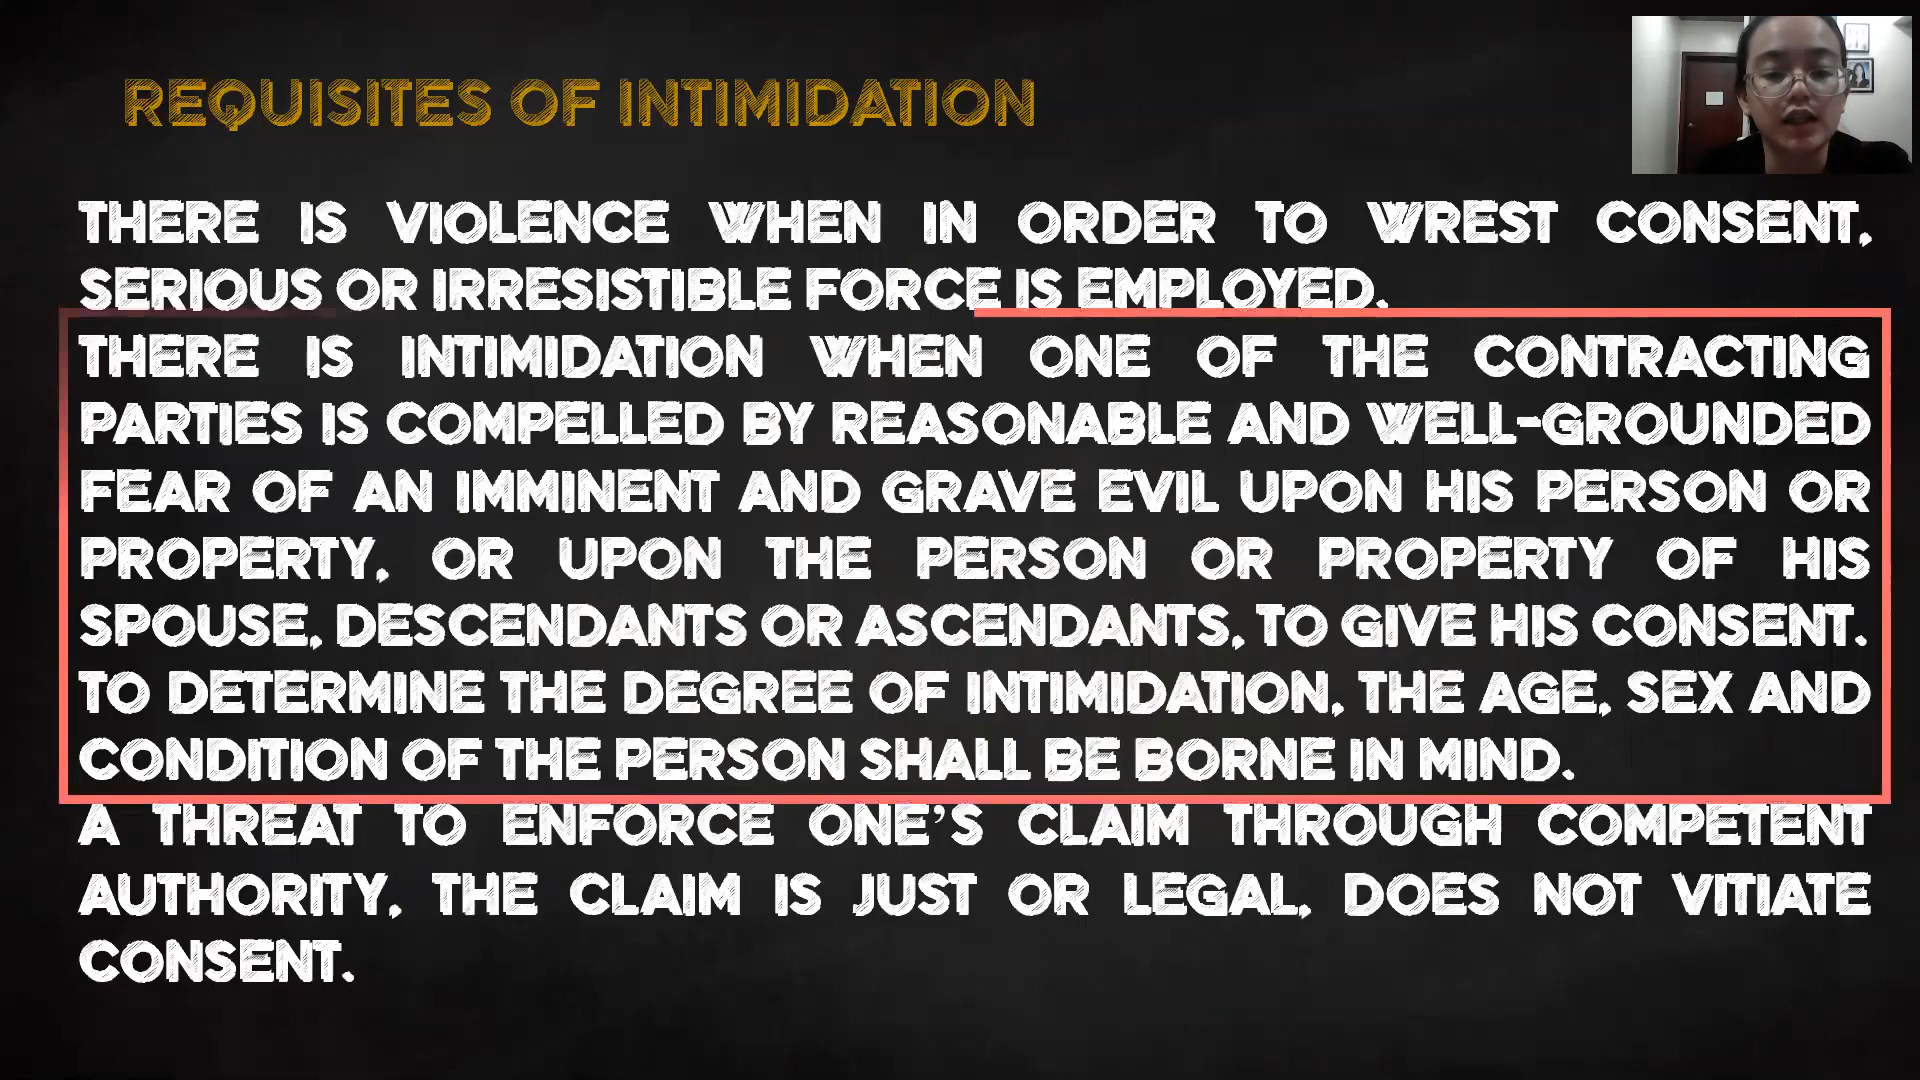 REQUISITES OF INTIMIDATION
THERE IS VIOLENCE WHEN IN ORDER TO WREST CONSENT,
SERIOUS OR IRRESISTIBLE FORCE IS EMPLOYED.
THERE IS INTIMIDATION WHEN ONE OF THE CONTRACTING
PARTIES IS COMPELLED BY REASONABLE AND WELL-GROUNDED
FEAR OF AN IMMINENT AND GRAVE EVIL UPON HIS PERSON OR
PROPERTY, OR UPON THE PERSON OR PROPERTY OF HIS
SPOUSE, DESCENDANTS OR ASCENDANTS, TO GIVE HIS CONSENT.
TO DETERMINE THE DEGREE OF INTIMIDATION, THE AGE, SEX AND
CONDITION OF THE PERSON SHALL BE BORNE IN MIND.
A THREAT TO ENFORCE ONE'S CLAIM THROUGH COMPETENT
AUTHORITY, THE CLAIM IS JUST OR LEGAL, DOES NOT VITIATE
CONSENT.